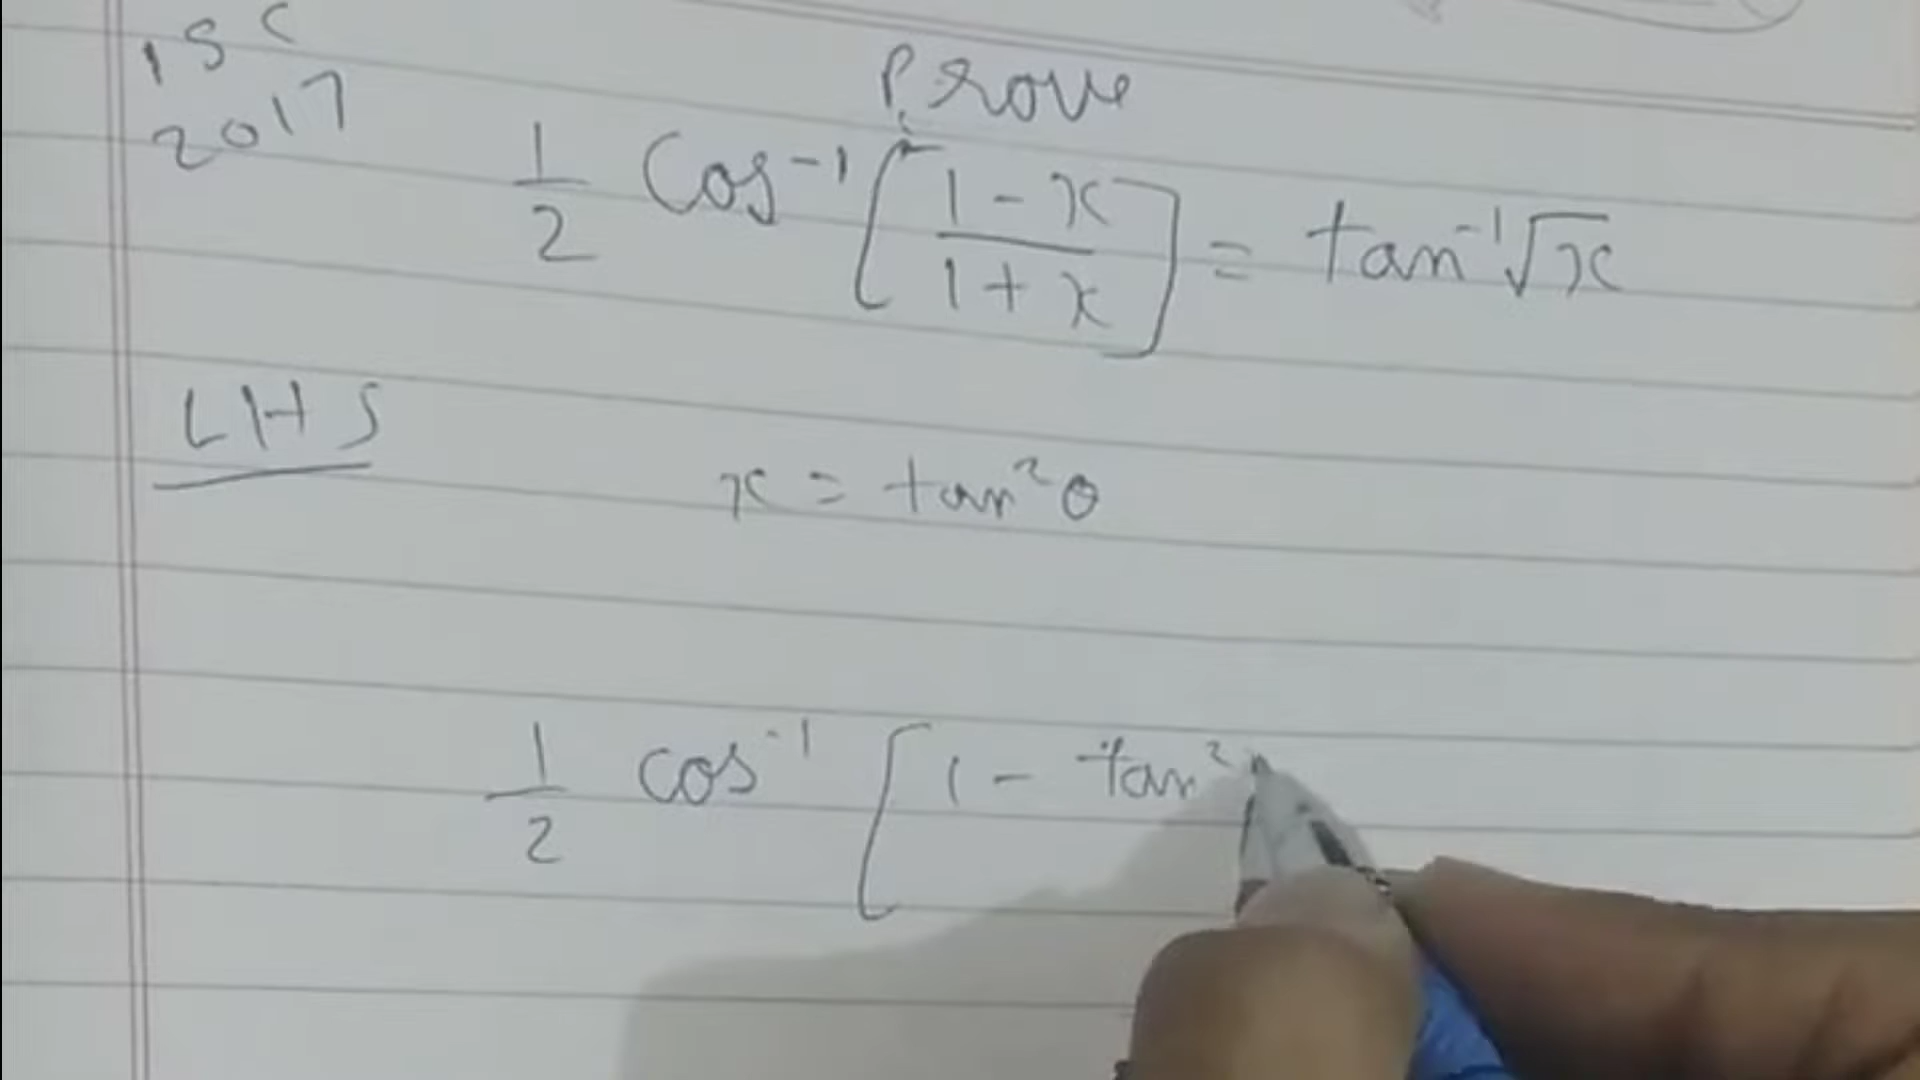 ISC
2017
Prove
1/2 Cos⁻¹ [1 - x / 1 + x] = tan⁻¹ √x
LHS
x = tan²θ
1/2 cos⁻¹ [1 - tan²